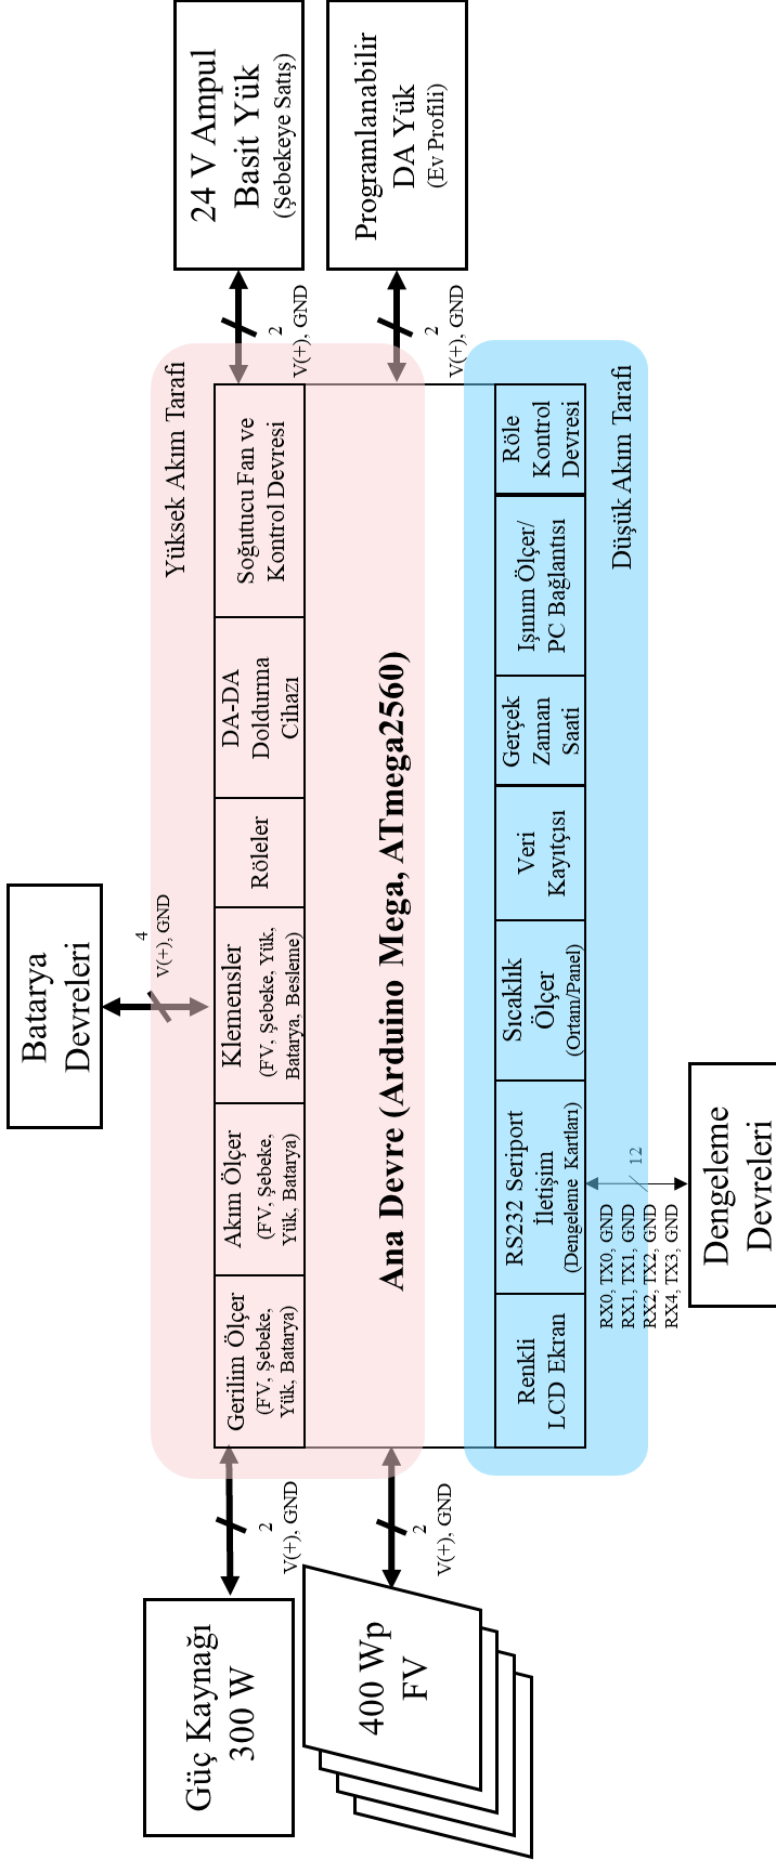 Batarya
Devreleri
4
V(+), GND
Yüksek Akım Tarafi
Güç Kaynağı
300 W
2
V(+), GND
400 Wp
FV
2
V(+), GND
Gerilim Ölçer
(FV, Şebeke,
Yük, Batarya)
Akım Ölçer
(FV, Şebeke,
Yük, Batarya)
Klemensler
(FV, Şebeke, Yük,
Batarya, Besleme)
Röleler
DA-DA
Doldurma
Cihazı
Soğutucu Fan ve
Kontrol Devresi
24 V Ampul
Basit Yük
(Şebekeye Satış)
2
V(+), GND
Programlanabilir
DA Yük
(Ev Profili)
2
V(+), GND
Ana Devre (Arduino Mega, ATmega2560)
Renkli
LCD Ekran
RS232 Seriport
İletişim
(Dengeleme Kartları)
Sıcaklık
Ölçer
(Ortam/Panel)
Veri
Kayıtçısı
Gerçek
Zaman
Saati
Işınım Ölçer/
PC Bağlantısı
Röle
Kontrol
Devresi
Düşük Akım Tarafi
RX0, TX0, GND
RX1, TX1, GND
RX2, TX2, GND
RX4, TX3, GND
12
Dengeleme
Devreleri